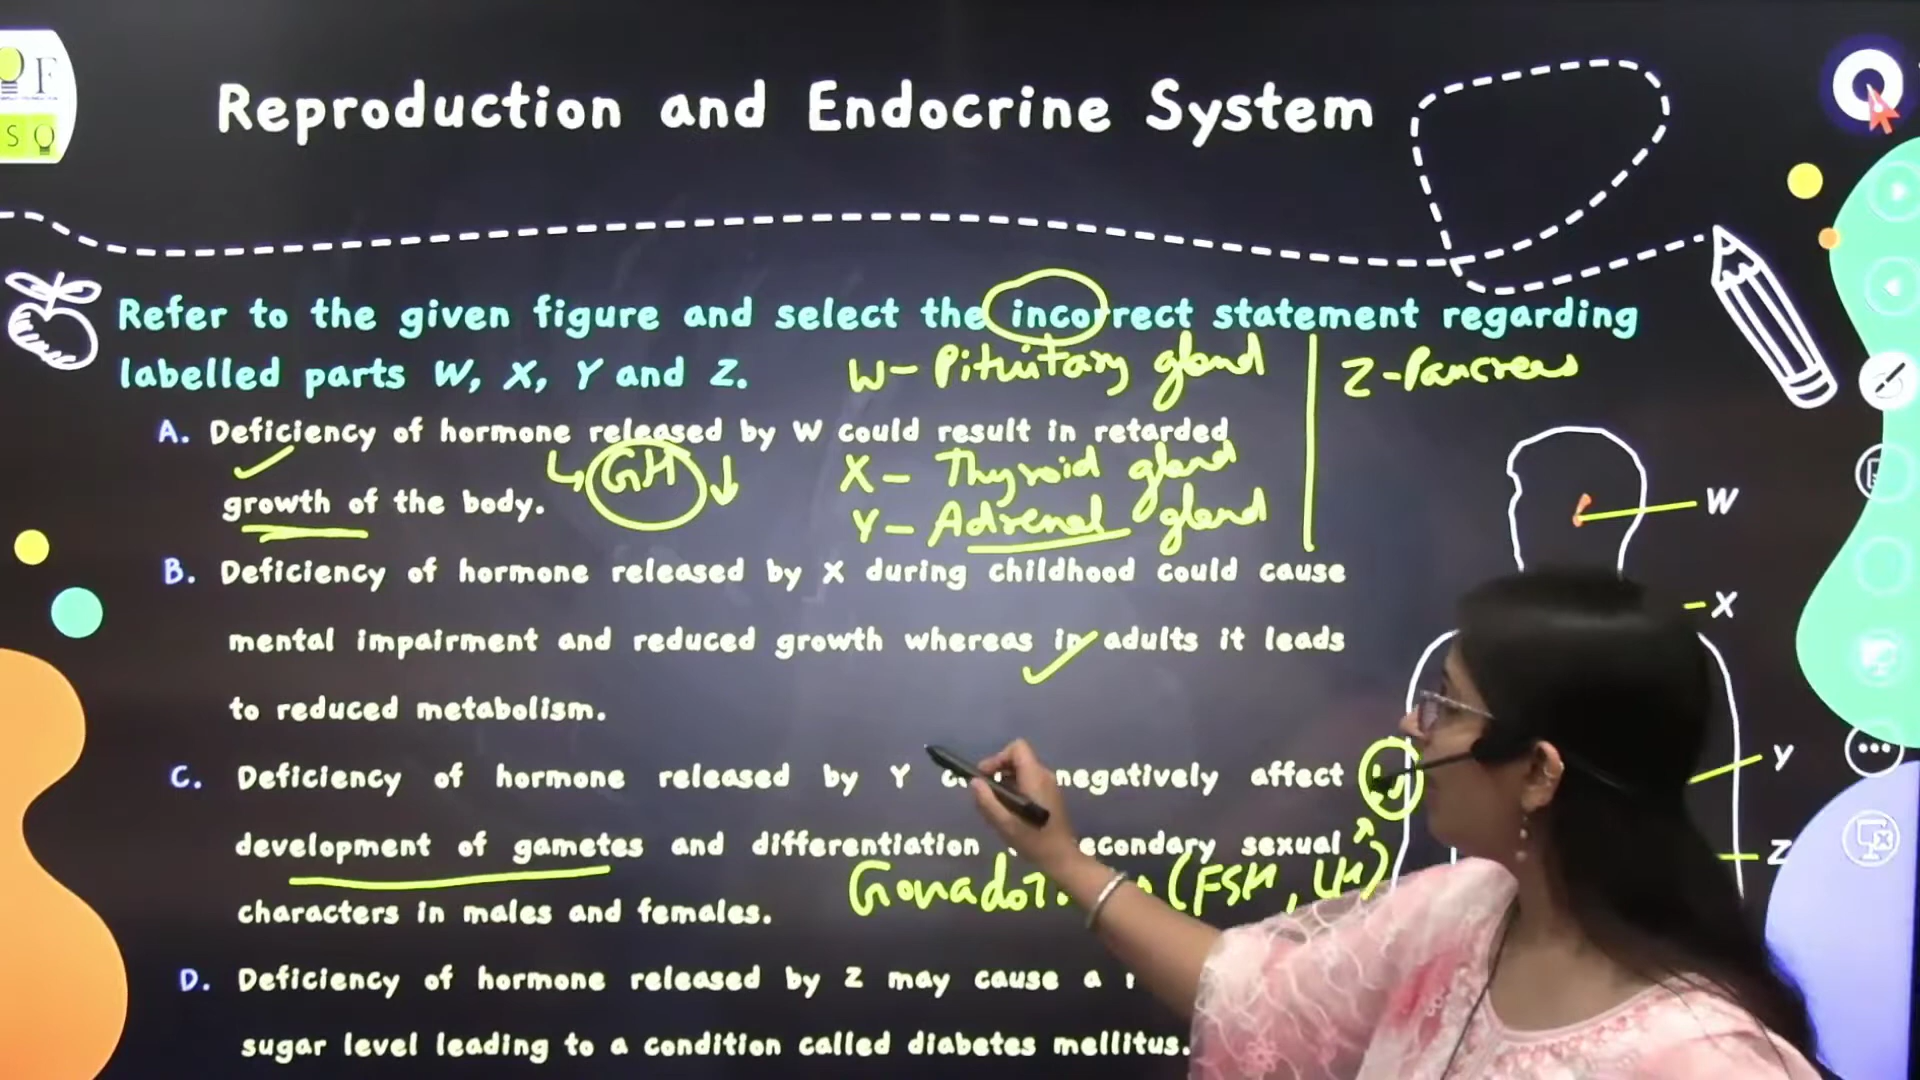 F
S Q
Reproduction and Endocrine System
Refer to the given figure and select the incorrect statement regarding
labelled parts W, X, Y and Z.
W- Pituitary gland
Z-Pancreas
A. Deficiency of hormone released by W could result in retarded
growth of the body.
GH
X- Thyroid gland
Y- Adrenal gland
B. Deficiency of hormone released by X during childhood could cause
mental impairment and reduced growth whereas in adults it leads
to reduced metabolism.
C. Deficiency of hormone released by Y negatively affect
development of gametes and differentiation secondary sexual
characters in males and females.
(FSH, LH)
D. Deficiency of hormone released by Z may cause a
sugar level leading to a condition called diabetes mellitus.
W
X
Y
Z